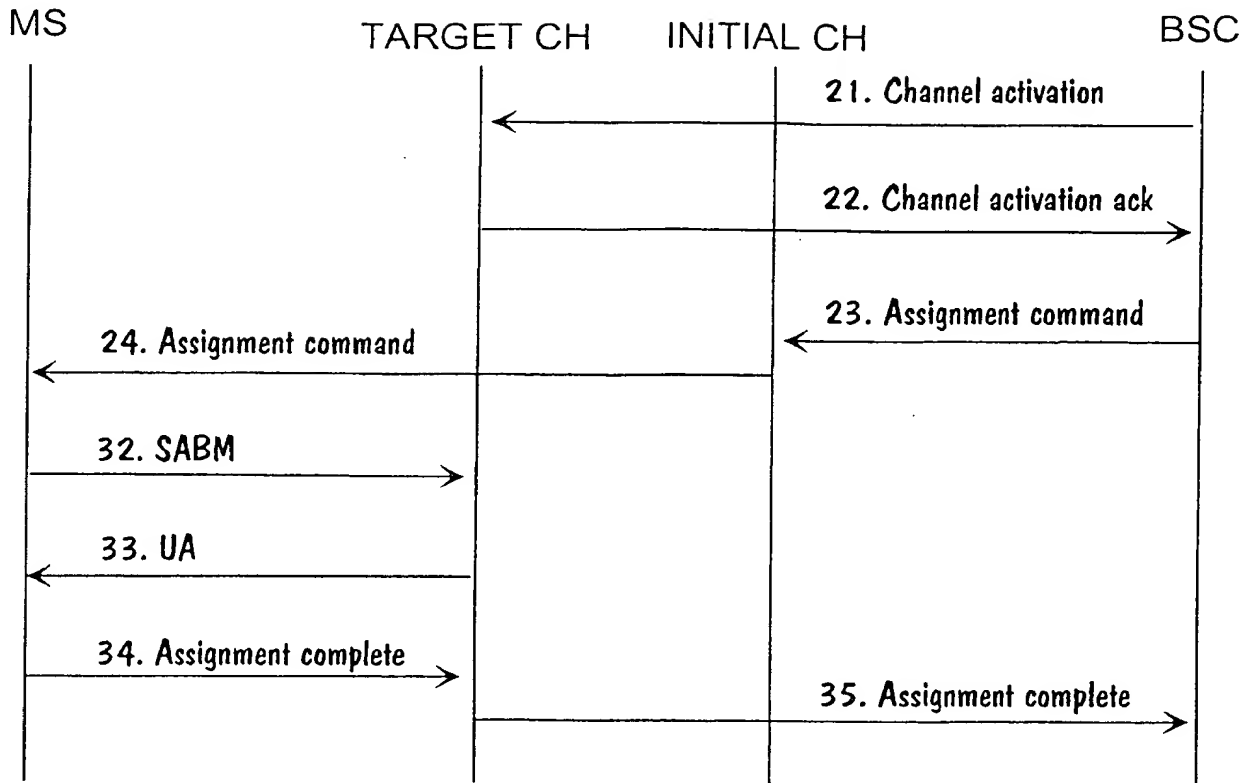 MS
TARGET CH
INITIAL CH
BSC
21. Channel activation
22. Channel activation ack
23. Assignment command
24. Assignment command
32. SABM
33. UA
34. Assignment complete
35. Assignment complete